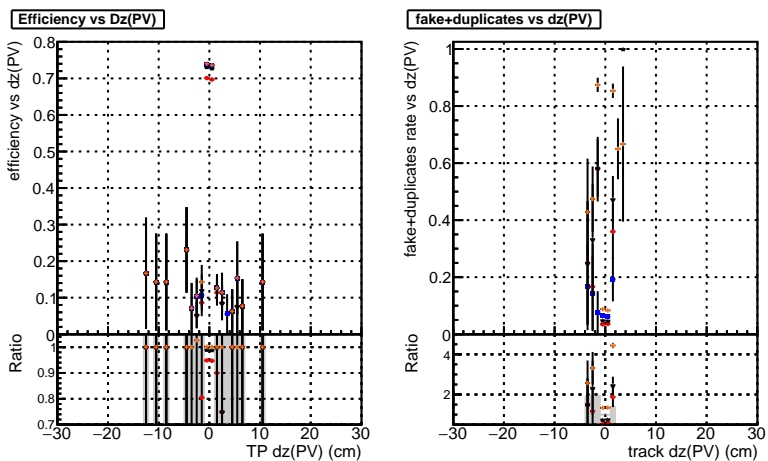 Efficiency vs Dz(PV)
efficiency vs dz(PV)
0.8
0.7
0.6
0.5
0.4
0.3
0.2
0.1
0
Ratio
1
0.9
0.8
0.7
−30 −20 −10 0 10 20 30
TP dz(PV) (cm)
fake+duplicates vs dz(PV)
fake+duplicates rate vs dz(PV)
1
0.8
0.6
0.4
0.2
0
Ratio
4
2
−30 −20 −10 0 10 20 30
track dz(PV) (cm)